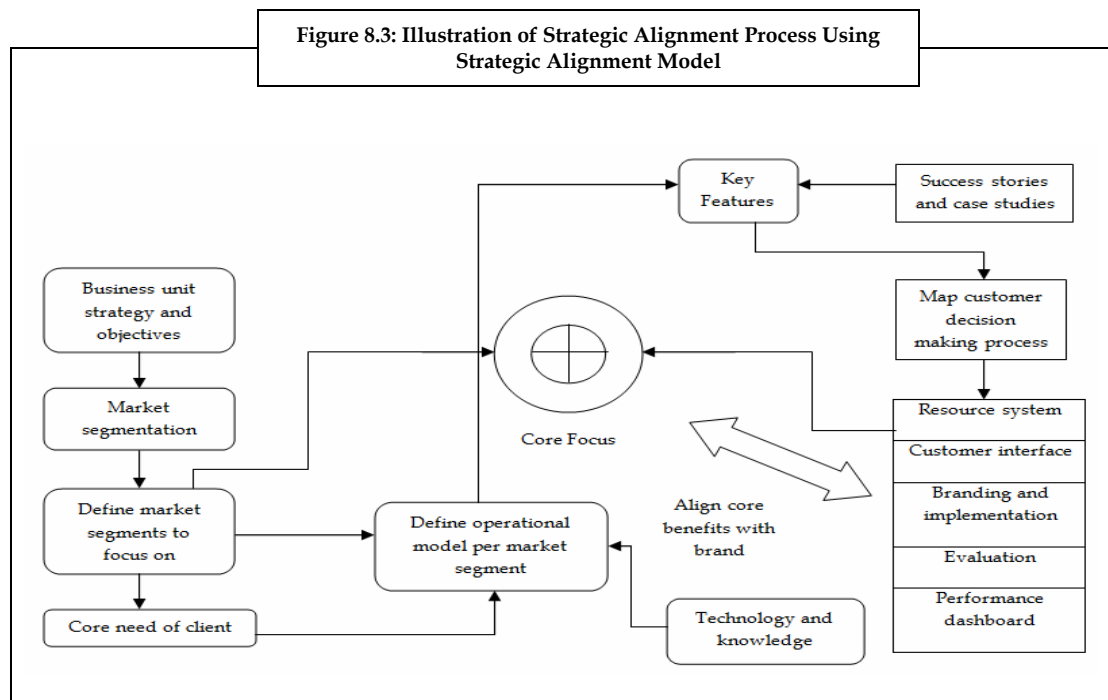 Figure 8.3: Illustration of Strategic Alignment Process Using
Strategic Alignment Model
Key
Features
Success stories
and case studies
Business unit
strategy and
objectives
Map customer
decision
making process
Market
segmentation
Core Focus
Resource system
Customer interface
Define market
segments to
focus on
Define operational
model per market
segment
Align core
benefits with
brand
Branding and
implementation
Evaluation
Core need of client
Technology and
knowledge
Performance
dashboard